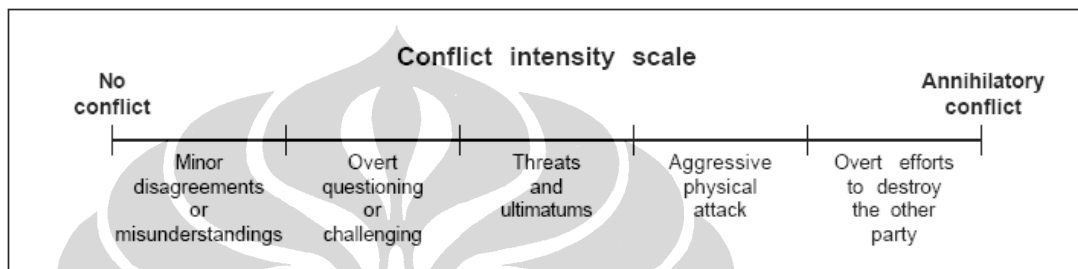 Conflict intensity scale
No
conflict
Annihilatory
conflict
Minor
disagreements
or
misunderstandings
Overt
questioning
or
challenging
Threats
and
ultimatums
Aggressive
physical
attack
Overt efforts
to destroy
the other
party